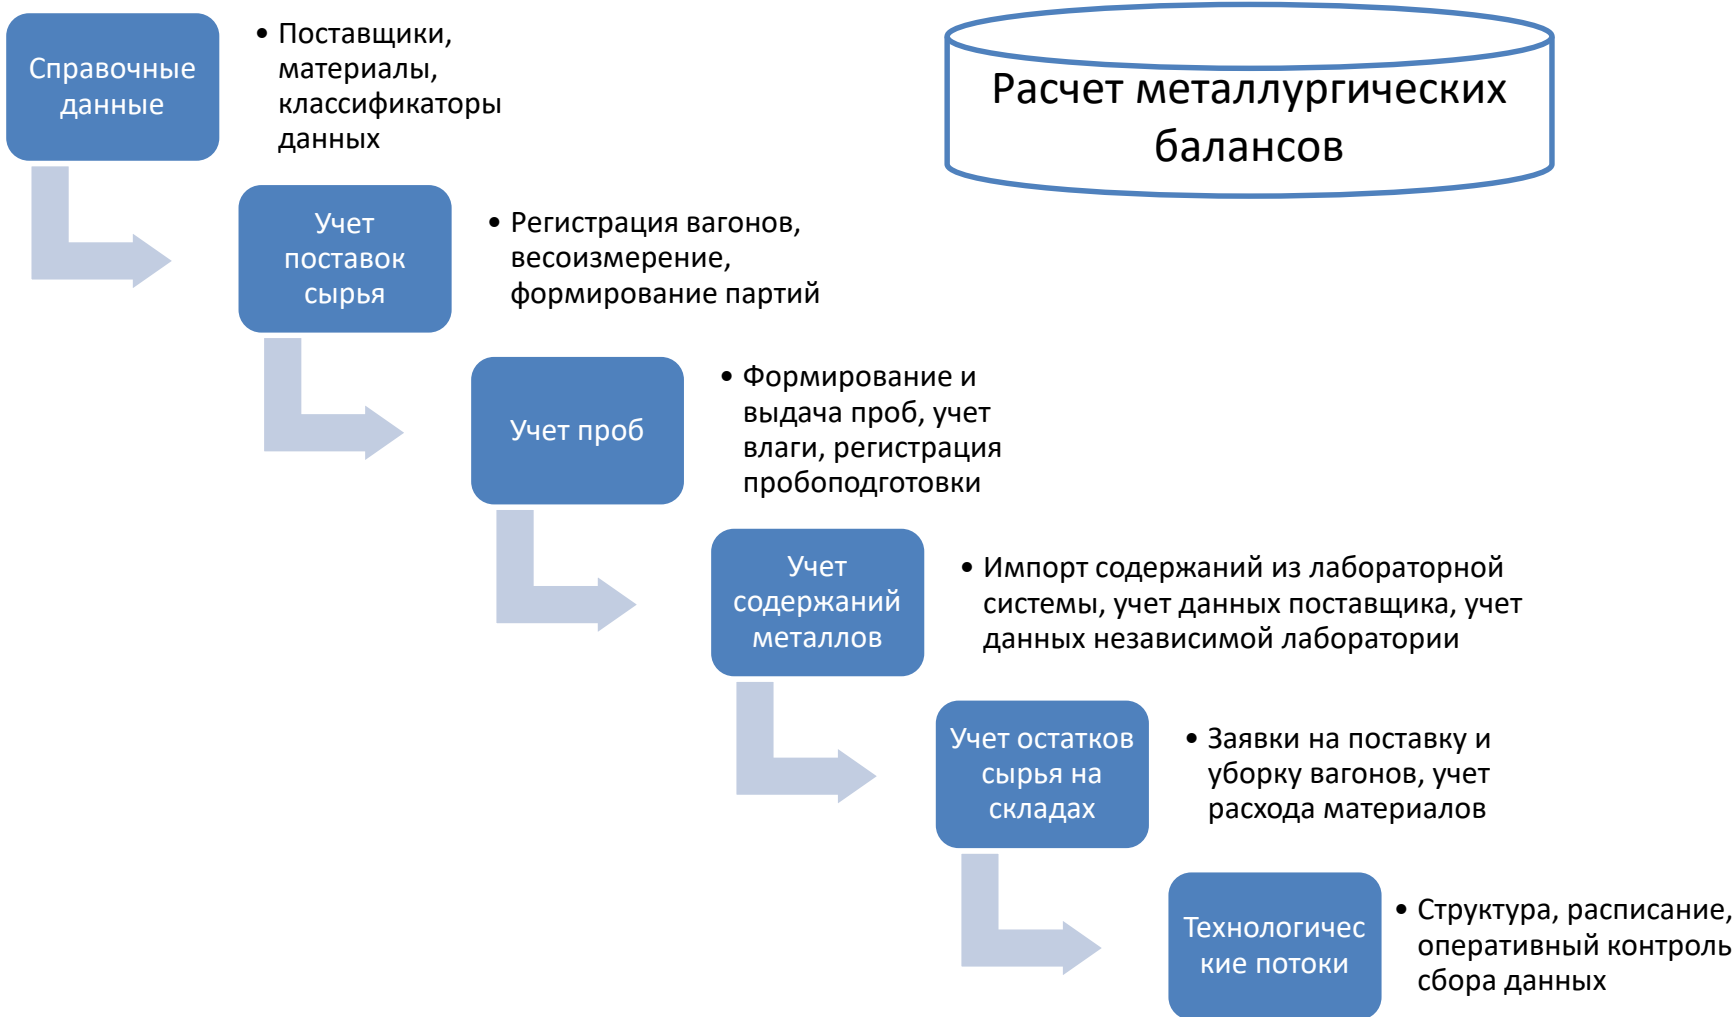 Справочные
данные
• Поставщики,
материалы,
классификаторы
данных
Расчет металлургических
балансов
Учет
поставок
сырья
• Регистрация вагонов,
весоизмерение,
формирование партий
Учет проб
• Формирование и
выдача проб, учет
влаги, регистрация
пробоподготовки
Учет
содержаний
металлов
• Импорт содержаний из лабораторной
системы, учет данных поставщика, учет
данных независимой лаборатории
Учет остатков
сырья на
складах
• Заявки на поставку и
уборку вагонов, учет
расхода материалов
Технологичес
кие потоки
• Структура, расписание,
оперативный контроль
сбора данных